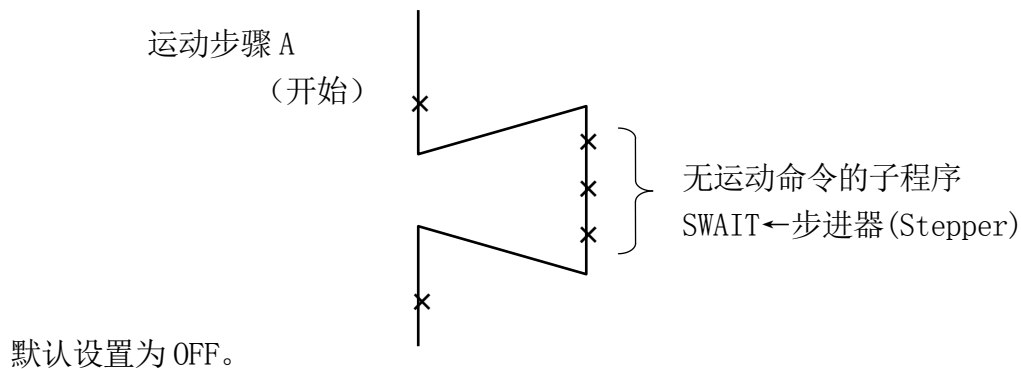 运动步骤 A
（开始）
无运动命令的子程序
SWAIT←步进器(Stepper)
默认设置为 OFF。